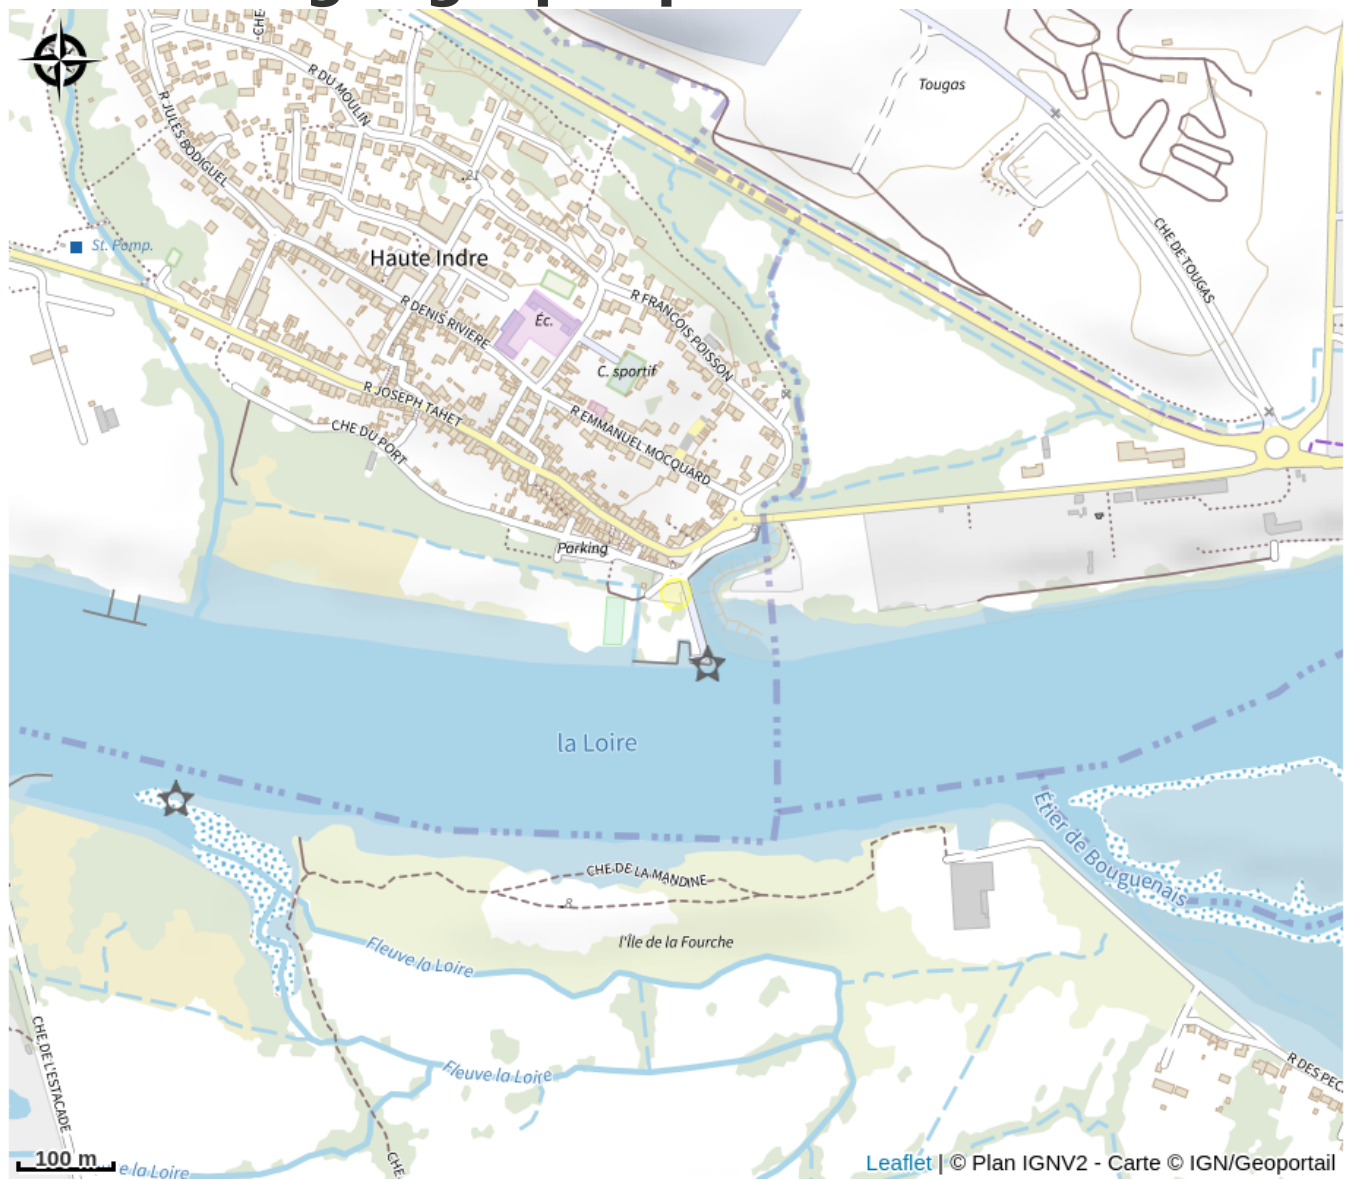 CHE
R DU MOULIN
Tougas
R JULES BODIGUEL
21
CHE DE TOUGAS
St. Pomp.
Haute Indre
R FRANCOIS POISSON
R DENIS RIVIERE
Éc.
C. sportif
R JOSEPH TAHET
R EMMANUEL MOCQUARD
CHE DU PORT
Parking
la Loire
Étier de Bouguenais
CHE DE LA MANDINE
8
l'Île de la Fourche
Fleuve la Loire
CHE DE L'ESTACADE
Fleuve la Loire
R DES PEC
CHE
100 m
e la Loire
Leaflet | © Plan IGNV2 - Carte © IGN/Geoportail